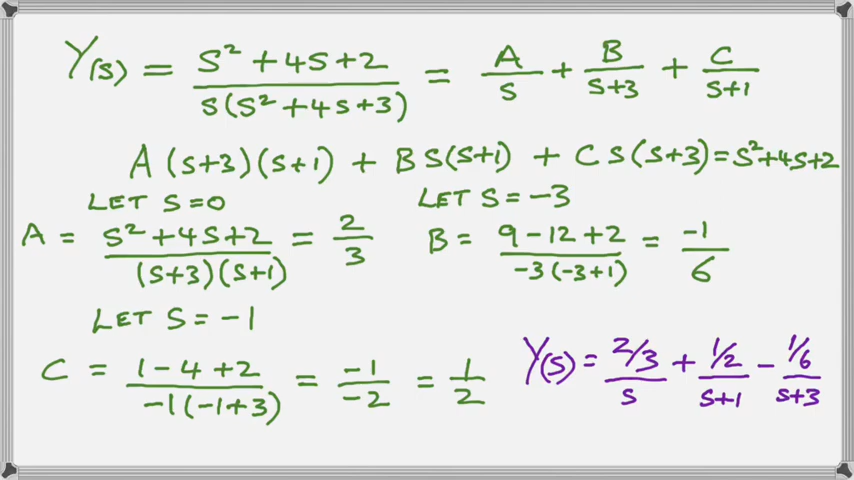 Y(s) = S² + 4S + 2 / S(S² + 4S + 3) = A/S + B/S+3 + C/S+1
A (S+3)(S+1) + B S(S+1) + C S(S+3) = S² + 4S + 2
LET S = 0 LET S = -3
A = S² + 4S + 2 / (S+3)(S+1) = 2/3 B = 9 - 12 + 2 / -3(-3+1) = -1/6
LET S = -1
C = 1 - 4 + 2 / -1(-1+3) = -1/-2 = 1/2 Y(s) = 2/3/S + 1/2/S+1 - 1/6/S+3